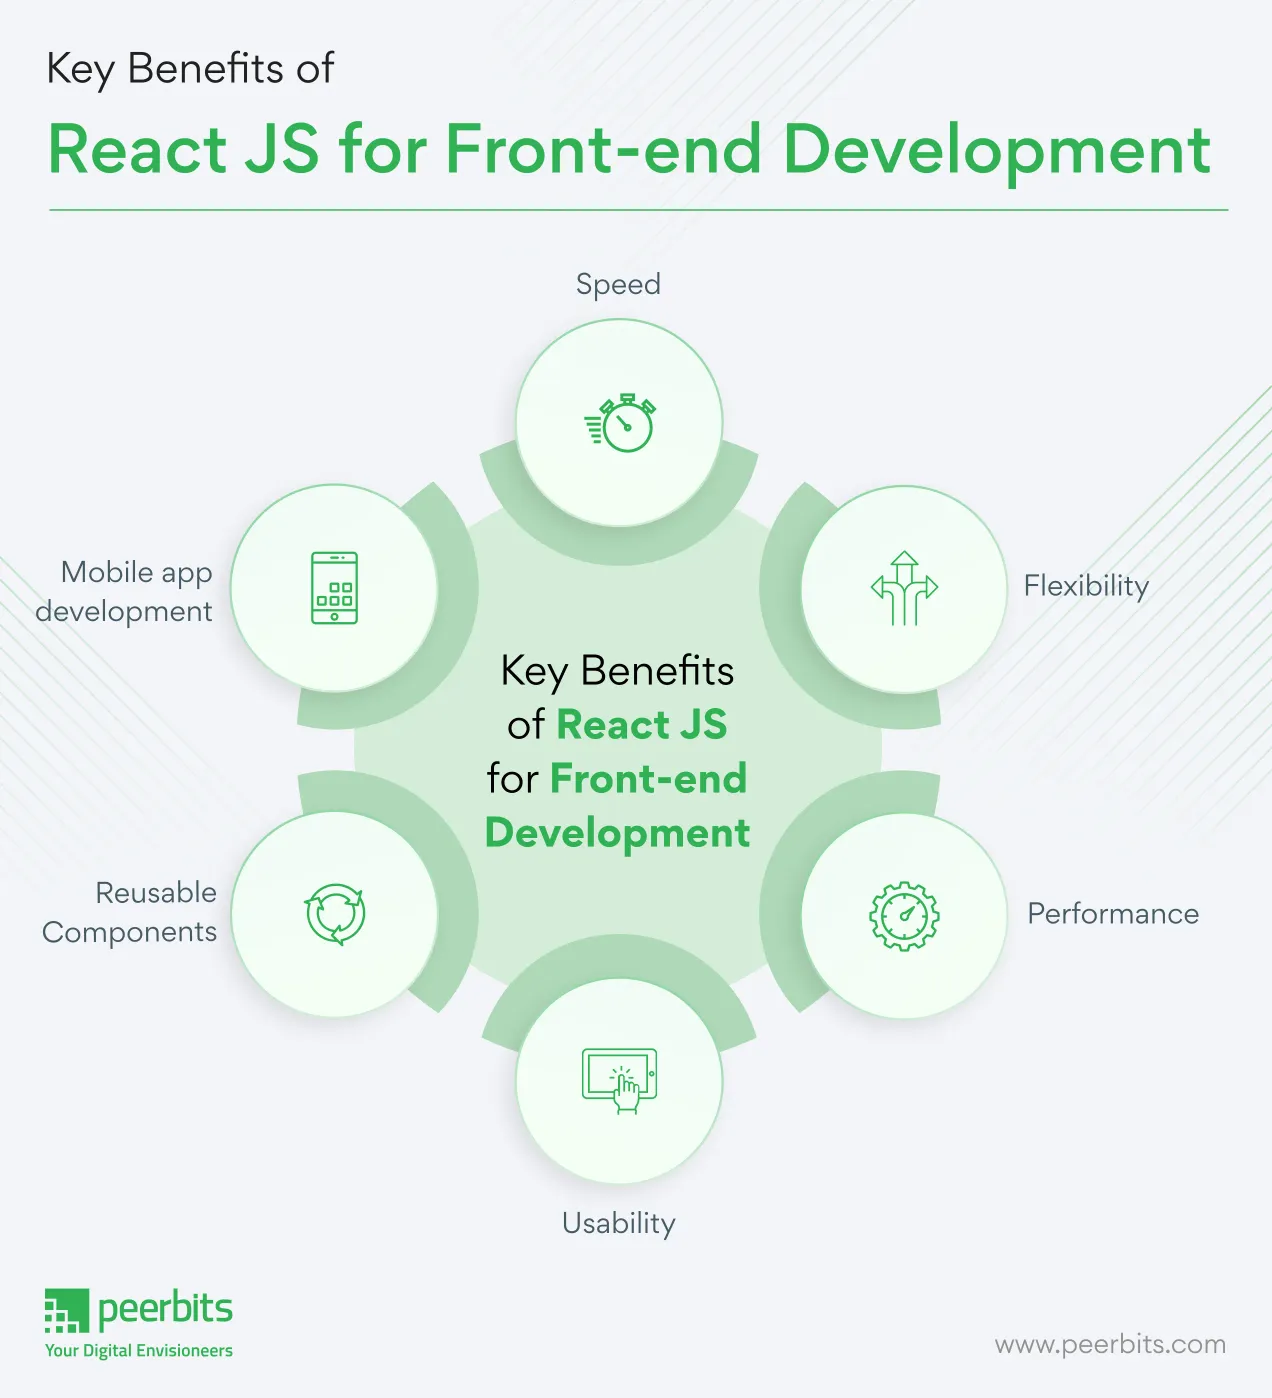 Key Benefits of
React JS for Front-end Development
Speed
Mobile app
development
Flexibility
Key Benefits
of React JS
for Front-end
Development
Reusable
Components
Performance
Usability
peerbits
Your Digital Envisioneers
www.peerbits.com